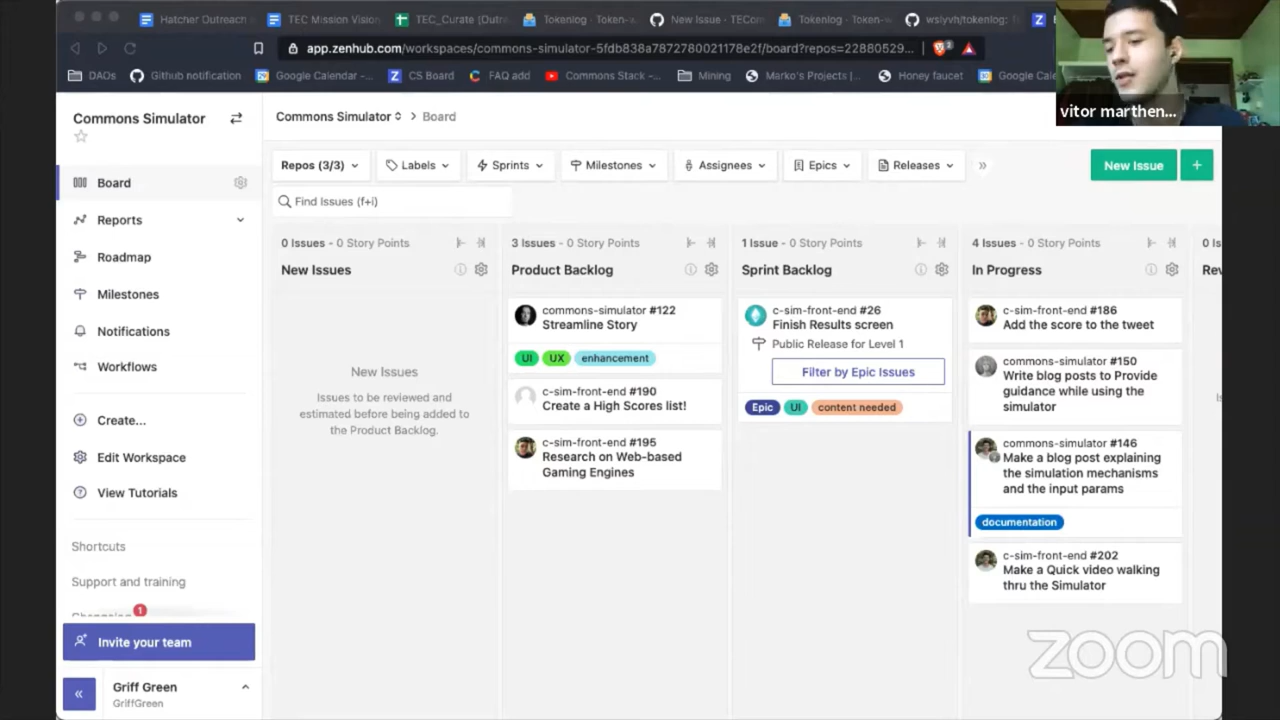 Hatcher Outreach
TEC Mission Vision
TEC_Curate (Outre
Tokenlog - Token-
New Issue · TECom
Tokenlog - Token-
wslyvh/tokenlog:
app.zenhub.com/workspaces/commons-simulator-5fdb838a7872780021178e2f/board?repos=22880529...
DAOs
Github notification
Google Calendar -...
CS Board
FAQ add
Commons Stack -...
Mining
Marko's Projects |...
Honey faucet
Google Cale
vitor marthen...
Commons Simulator
Commons Simulator > Board
Repos (3/3)
Labels
Sprints
Milestones
Assignees
Epics
Releases
»
New Issue
+
Find Issues (f+i)
Board
Reports
Roadmap
Milestones
Notifications
Workflows
Create...
Edit Workspace
View Tutorials
Shortcuts
Support and training
1
Invite your team
«
Griff Green
GriffGreen
0 Issues - 0 Story Points
New Issues
New Issues
Issues to be reviewed and
estimated before being added to
the Product Backlog.
3 Issues - 0 Story Points
Product Backlog
commons-simulator #122
Streamline Story
UI UX enhancement
c-sim-front-end #190
Create a High Scores list!
c-sim-front-end #195
Research on Web-based
Gaming Engines
1 Issue - 0 Story Points
Sprint Backlog
c-sim-front-end #26
Finish Results screen
Public Release for Level 1
Filter by Epic Issues
Epic UI content needed
4 Issues - 0 Story Points
In Progress
c-sim-front-end #186
Add the score to the tweet
commons-simulator #150
Write blog posts to Provide
guidance while using the
simulator
commons-simulator #146
Make a blog post explaining
the simulation mechanisms
and the input params
documentation
c-sim-front-end #202
Make a Quick video walking
thru the Simulator
0 Is
Rev
zoom